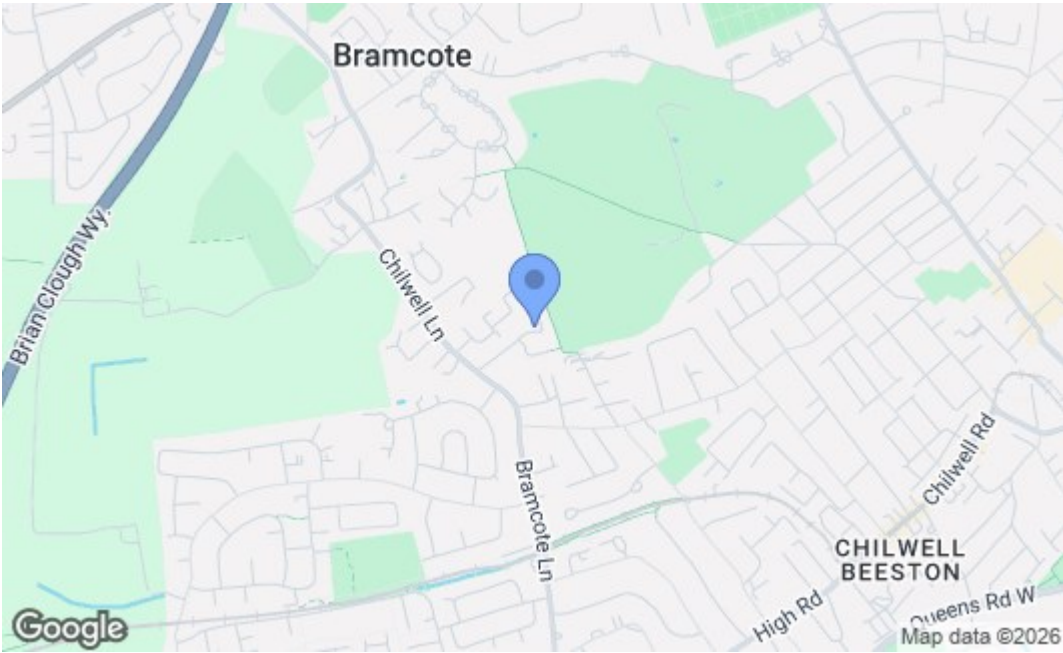 Bramcote
Brian Clough Wy.
Chilwell Ln
Bramcote Ln
Chilwell Rd
CHILWELL
BEESTON
High Rd
Queens Rd W
Google
Map data ©2026